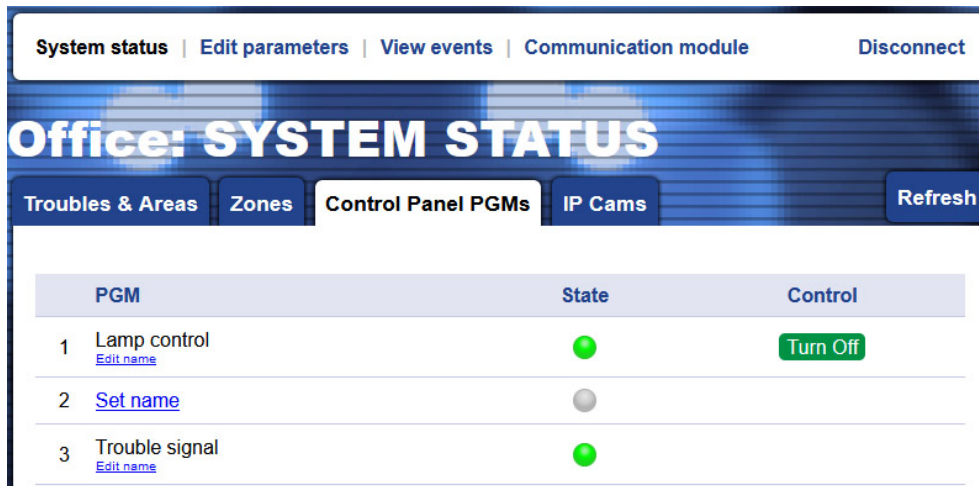 System status | Edit parameters | View events | Communication module Disconnect
Office: SYSTEM STATUS
Troubles & Areas Zones Control Panel PGMs IP Cams Refresh
PGM State Control
1 Lamp control Turn Off
Edit name
2 Set name
3 Trouble signal
Edit name